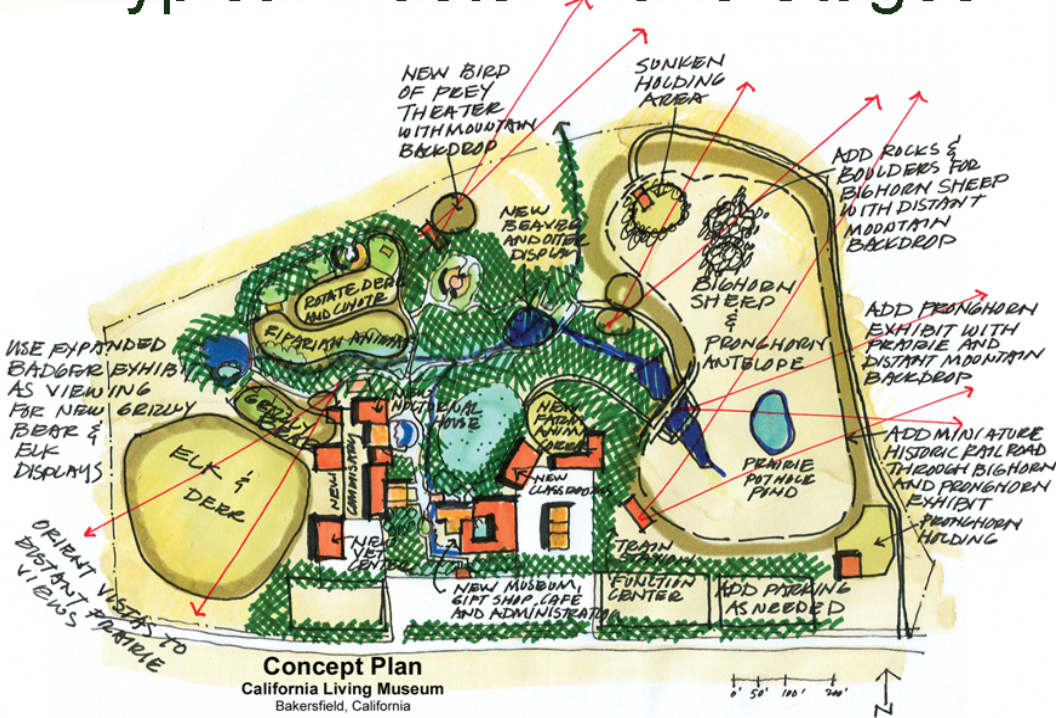 NEW BIRD
OF PREY
THEATER
WITH MOUNTAIN
BACKDROP
SUNKEN
HOLDING
AREA
ADD ROCKS &
BOULDERS FOR
BIGHORN SHEEP
WITH DISTANT
MOUNTAIN
BACKDROP
NEW
BEAVER
AND OTTER
DISPLAY
ROTATE DEER
AND
RIPARIAN ANIMALS
BIGHORN
SHEEP
&
PRONGHORN
ANTELOPE
ADD PRONGHORN
EXHIBIT WITH
PRAIRIE AND
DISTANT MOUNTAIN
BACKDROP
USE EXPANDED
BADGER EXHIBIT
AS VIEWING
FOR NEW GRIZZLY
BEAR &
ELK
DISPLAYS
GRIZZLY
BEAR
NEW
NOCTURNAL
HOUSE
NEW
FARM
ANIM
CORRAL
ELK
&
DEER
NEW
COMMISSARY
NEW
CLASSROOMS
PRAIRIE
POTHOLE
POND
ADD MINIATURE
HISTORIC RAILROAD
THROUGH BIGHORN
AND PRONGHORN
EXHIBIT
PRONGHORN
HOLDING
ORIENT VISTAS TO
DISTANT PRAIRIE
VIEWS
NEW
VET
CENTER
TRAIN
STATION
NEW MUSEUM,
GIFT SHOP, CAFE
AND ADMINISTRATION
FUNCTION
CENTER
ADD PARKING
AS NEEDED
Concept Plan
California Living Museum
Bakersfield, California
0' 50' 100' 200'
N